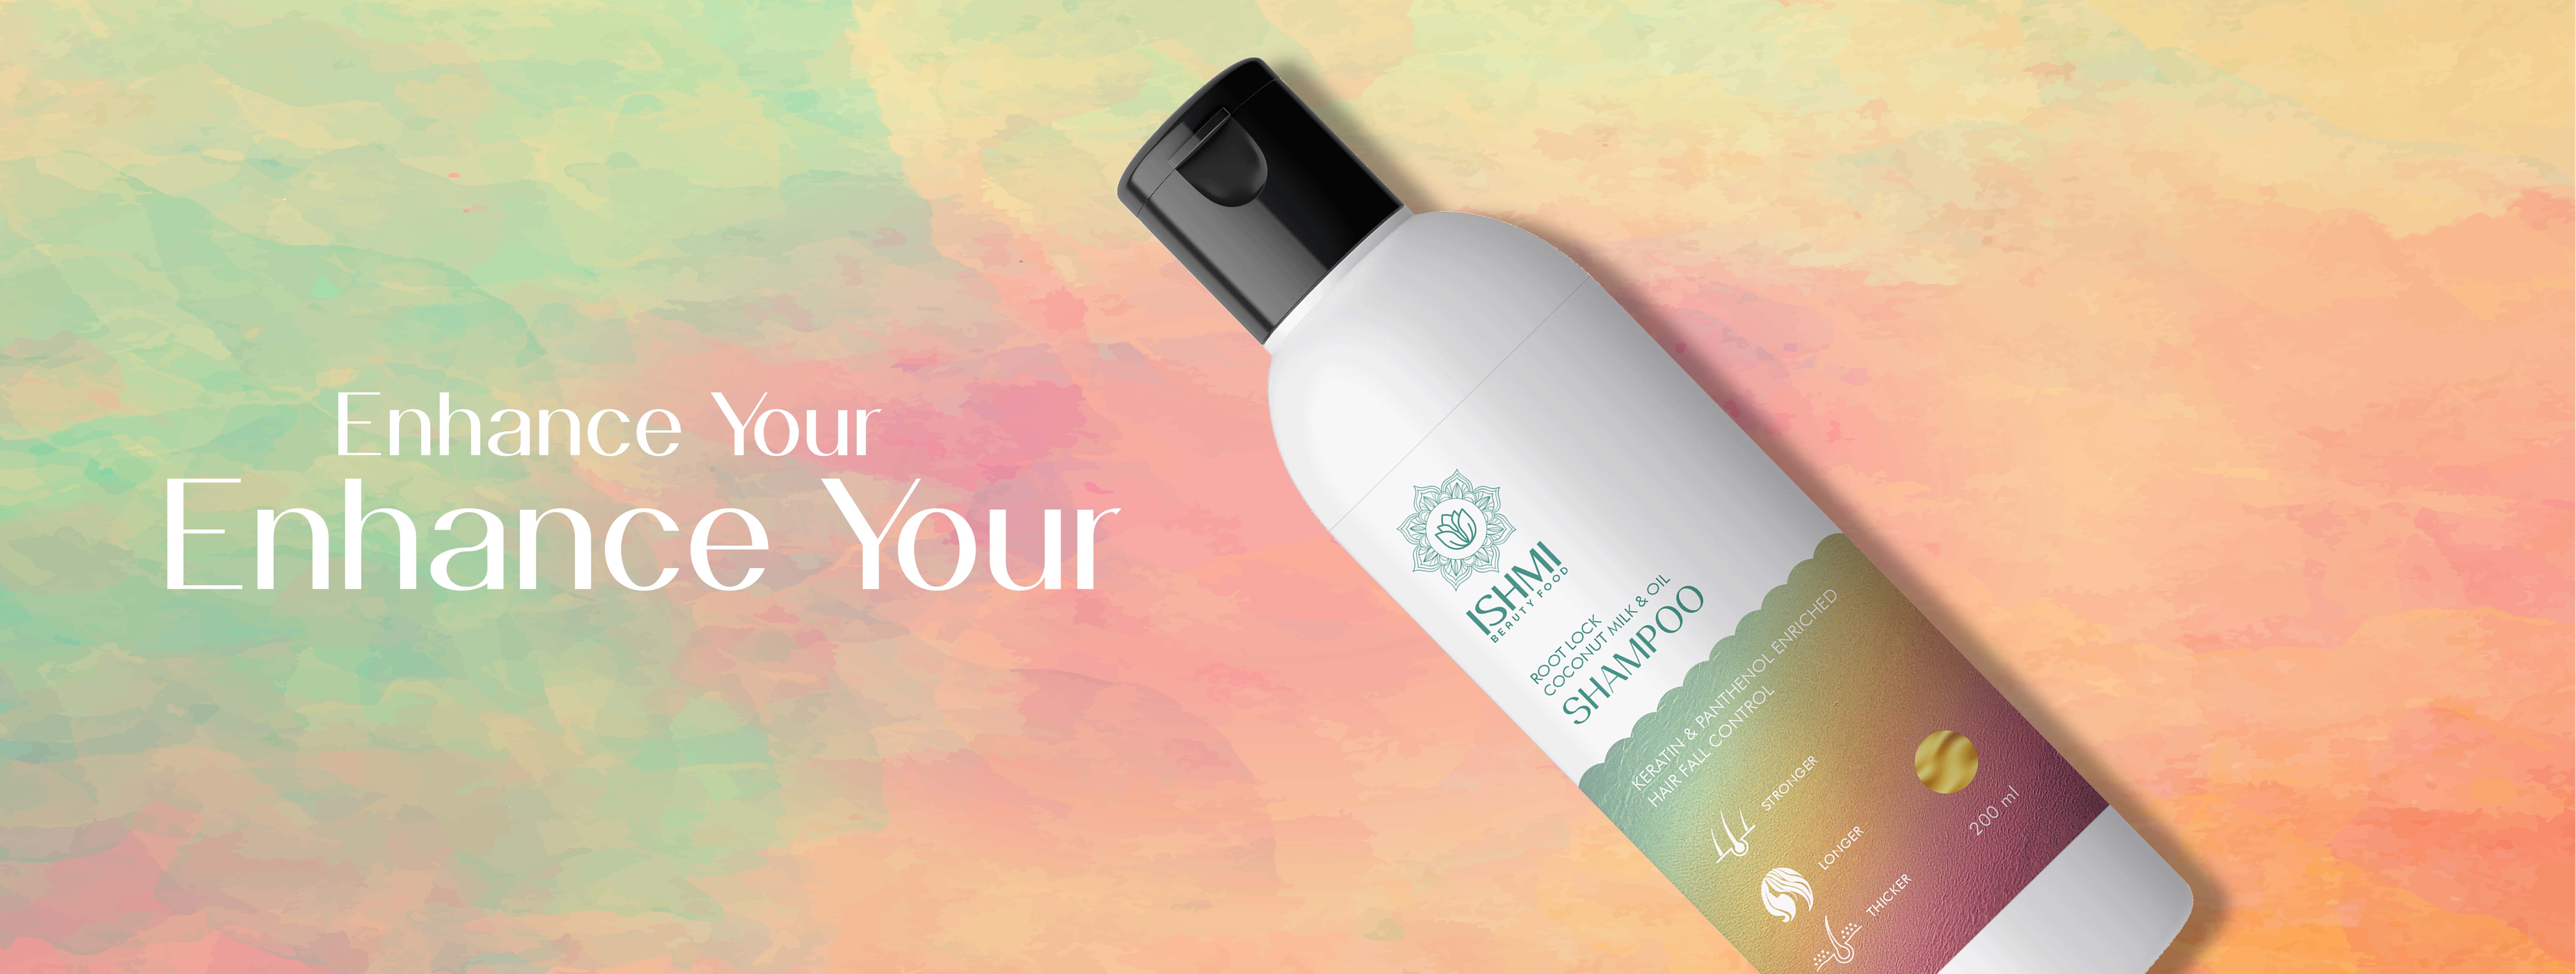 Enhance Your
Enhance Your
ISHMI
BEAUTY FOOD
ROOT LOCK
COCONUT MILK & OIL
SHAMPOO
KERATIN & PANTHENOL ENRICHED
HAIR FALL CONTROL
STRONGER
LONGER
THICKER
200 ml